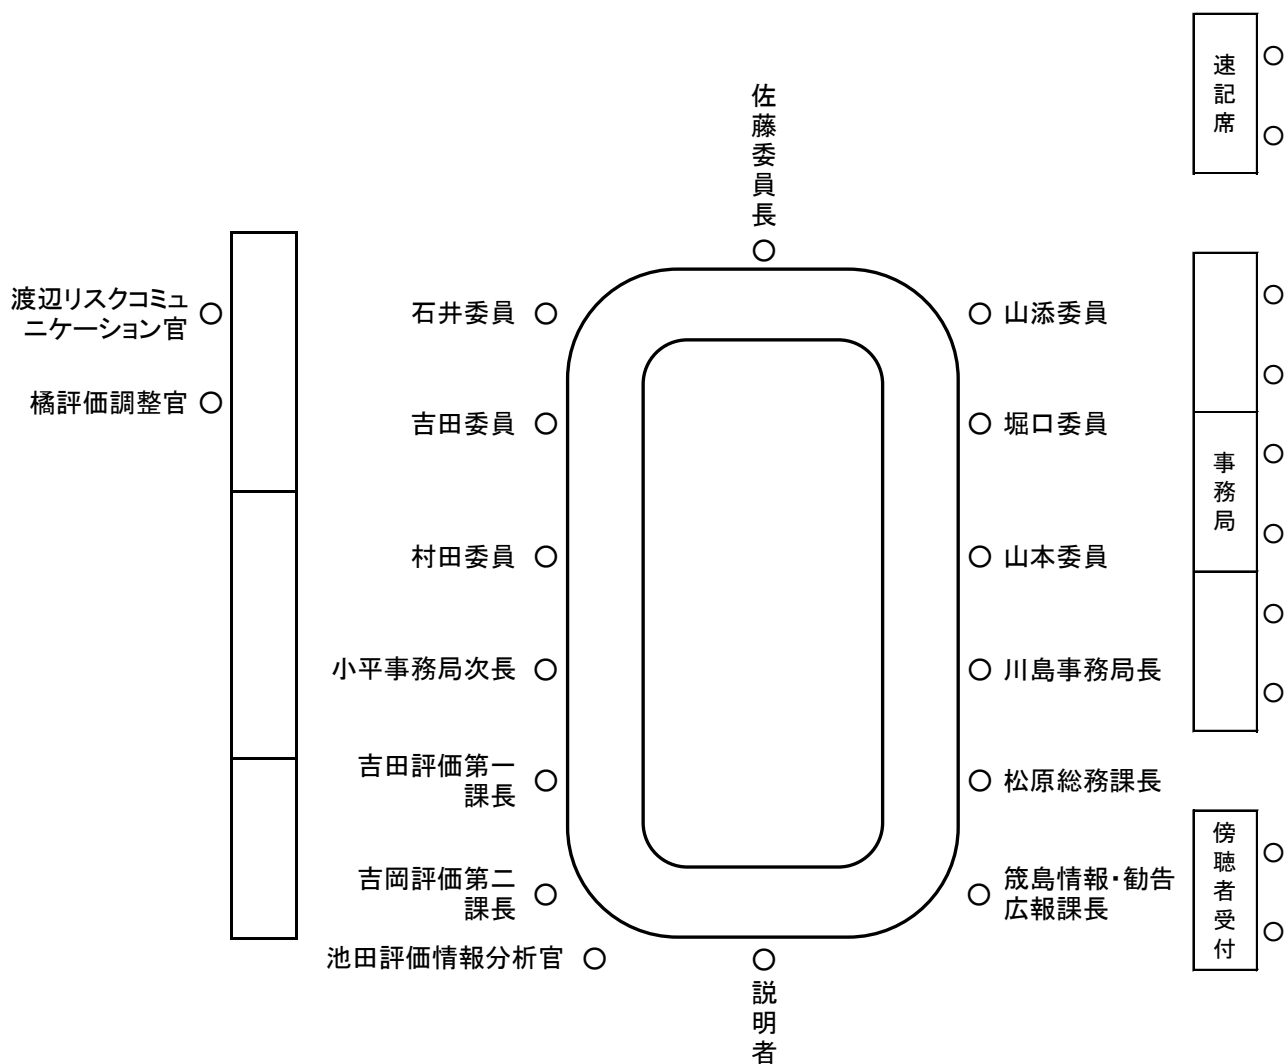 速記席
佐藤委員長
渡辺リスクコミュ
ニケーション官
石井委員
山添委員
橘評価調整官
吉田委員
堀口委員
事務局
村田委員
山本委員
小平事務局次長
川島事務局長
吉田評価第一
課長
松原総務課長
吉岡評価第二
課長
筬島情報・勧告
広報課長
傍聴者受付
池田評価情報分析官
説明者